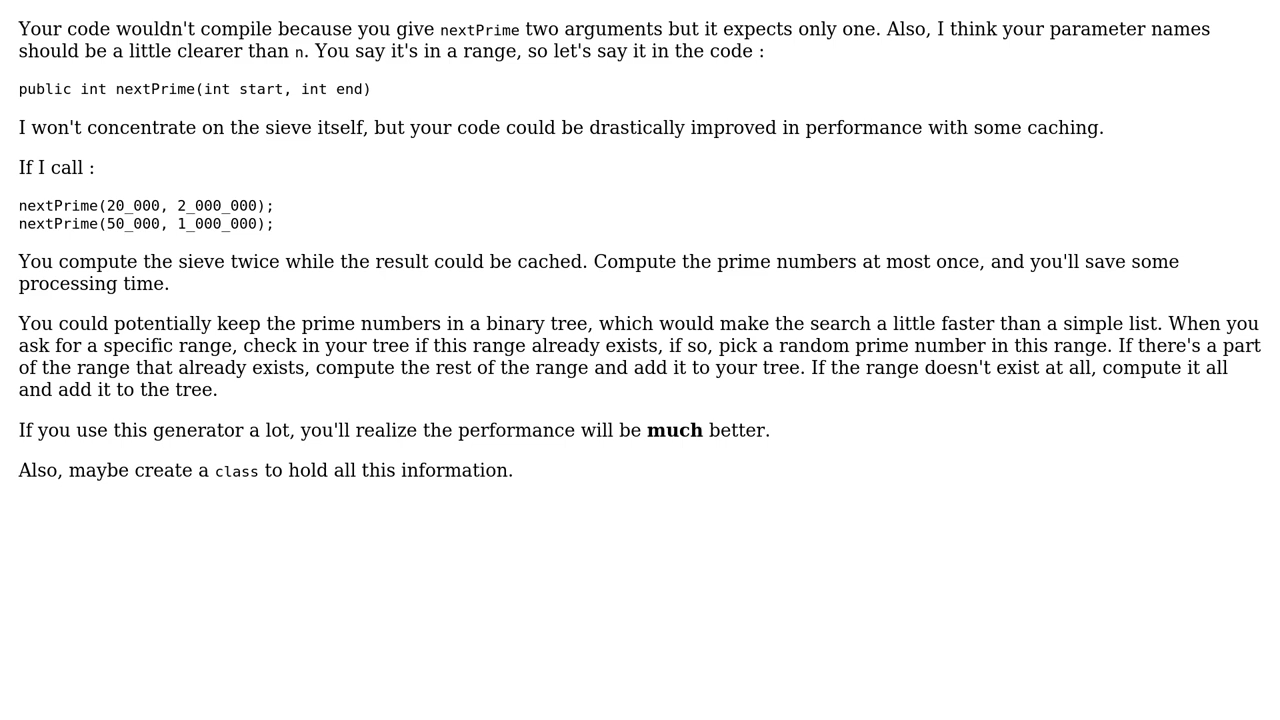 Your code wouldn't compile because you give nextPrime two arguments but it expects only one. Also, I think your parameter names
should be a little clearer than n. You say it's in a range, so let's say it in the code :
public int nextPrime(int start, int end)
I won't concentrate on the sieve itself, but your code could be drastically improved in performance with some caching.
If I call :
nextPrime(20_000, 2_000_000);
nextPrime(50_000, 1_000_000);
You compute the sieve twice while the result could be cached. Compute the prime numbers at most once, and you'll save some
processing time.
You could potentially keep the prime numbers in a binary tree, which would make the search a little faster than a simple list. When you
ask for a specific range, check in your tree if this range already exists, if so, pick a random prime number in this range. If there's a part
of the range that already exists, compute the rest of the range and add it to your tree. If the range doesn't exist at all, compute it all
and add it to the tree.
If you use this generator a lot, you'll realize the performance will be much better.
Also, maybe create a class to hold all this information.